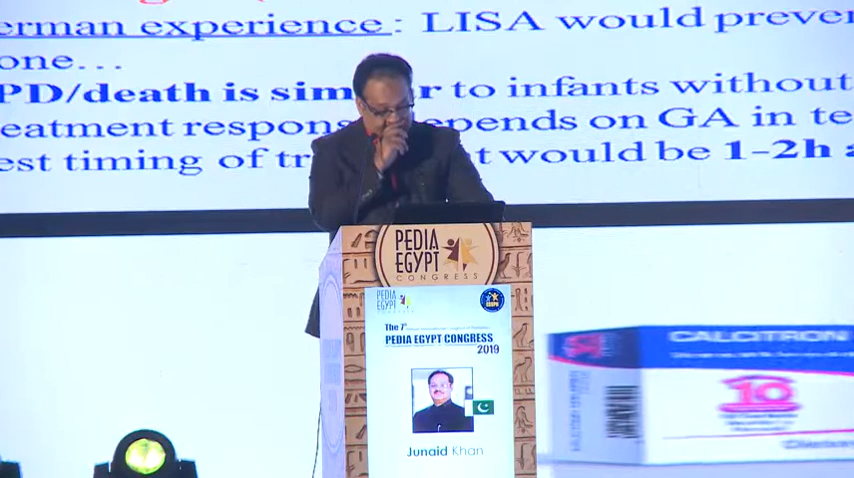 erman experience : LISA would preven
one...
PD/death is sim r to infants without
eatment respons epends on GA in te
est timing of tr t would be 1-2h a
PEDIA
EGYPT
CONGRESS
PEDIA
EGYPT
The 7th
PEDIA EGYPT CONGRESS
2019
Junaid Khan
CALCITRON
10